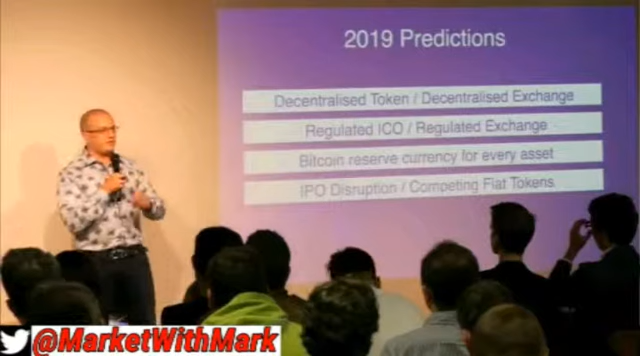 2019 Predictions
Decentralised Token / Decentralised Exchange
Regulated ICO / Regulated Exchange
Bitcoin reserve currency for every asset
IPO Disruption / Competing Fiat Tokens
@MarketWithMark